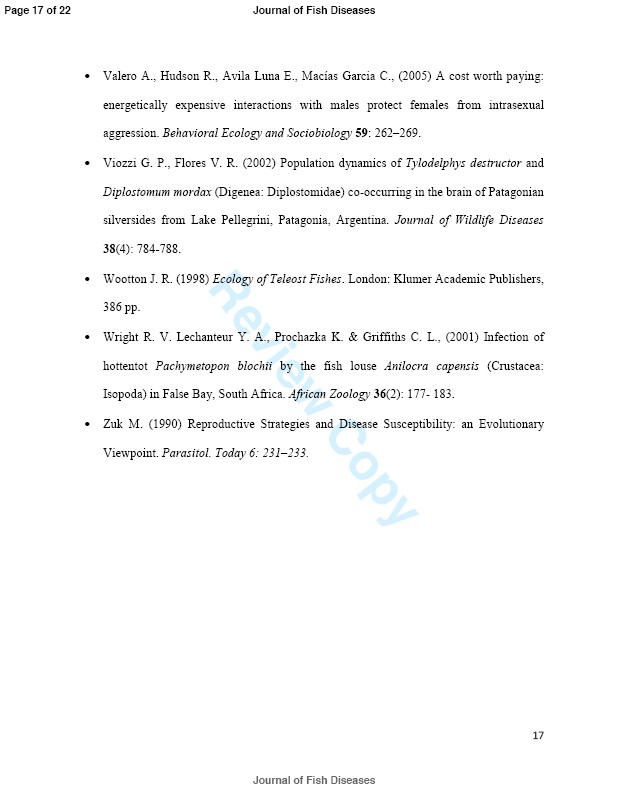 Page 17 of 22
Journal of Fish Diseases
• Valero A., Hudson R., Avila Luna E., Macías Garcia C., (2005) A cost worth paying:
energetically expensive interactions with males protect females from intrasexual
aggression. Behavioral Ecology and Sociobiology 59: 262–269.
• Viozzi G. P., Flores V. R. (2002) Population dynamics of Tylodelphys destructor and
Diplostomum mordax (Digenea: Diplostomidae) co-occurring in the brain of Patagonian
silversides from Lake Pellegrini, Patagonia, Argentina. Journal of Wildlife Diseases
38(4): 784-788.
• Wootton J. R. (1998) Ecology of Teleost Fishes. London: Klumer Academic Publishers,
386 pp.
• Wright R. V. Lechanteur Y. A., Prochazka K. & Griffiths C. L., (2001) Infection of
hottentot Pachymetopon blochii by the fish louse Anilocra capensis (Crustacea:
Isopoda) in False Bay, South Africa. African Zoology 36(2): 177- 183.
• Zuk M. (1990) Reproductive Strategies and Disease Susceptibility: an Evolutionary
Viewpoint. Parasitol. Today 6: 231–233.
Review Copy
17
Journal of Fish Diseases